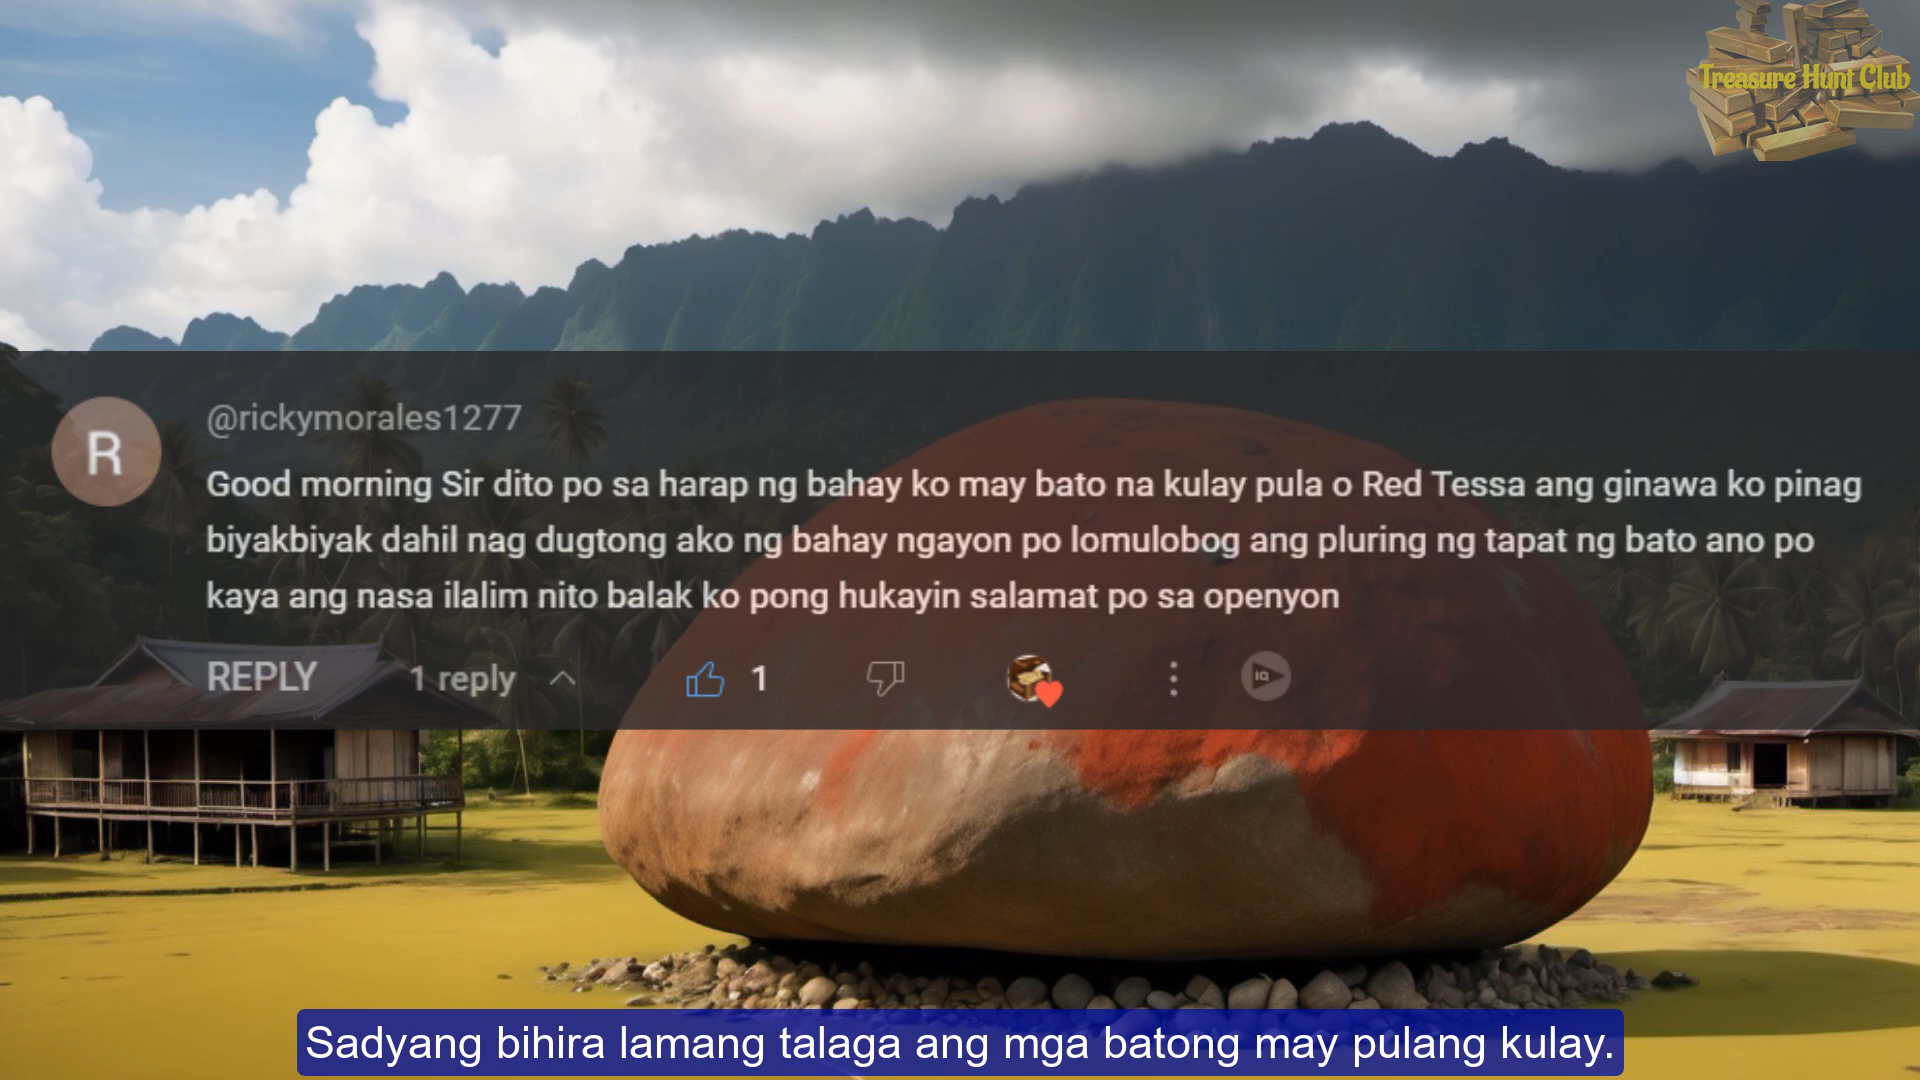 Treasure Hunt Club
@rickymorales1277
R
Good morning Sir dito po sa harap ng bahay ko may bato na kulay pula o Red Tessa ang ginawa ko pinag
biyakbiyak dahil nag dugtong ako ng bahay ngayon po lomulobog ang pluring ng tapat ng bato ano po
kaya ang nasa ilalim nito balak ko pong hukayin salamat po sa openyon
REPLY 1 reply 1 IQ
Sadyang bihira lamang talaga ang mga batong may pulang kulay.